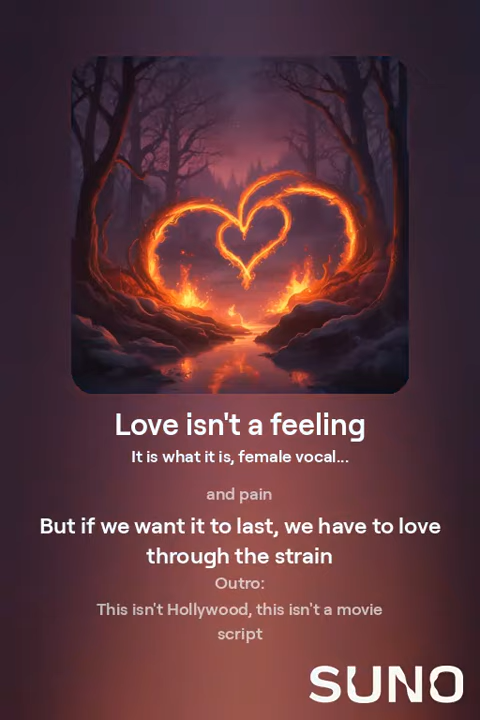 Love isn't a feeling
It is what it is, female vocal...
and pain
But if we want it to last, we have to love
through the strain
Outro:
This isn't Hollywood, this isn't a movie
script
SUNO